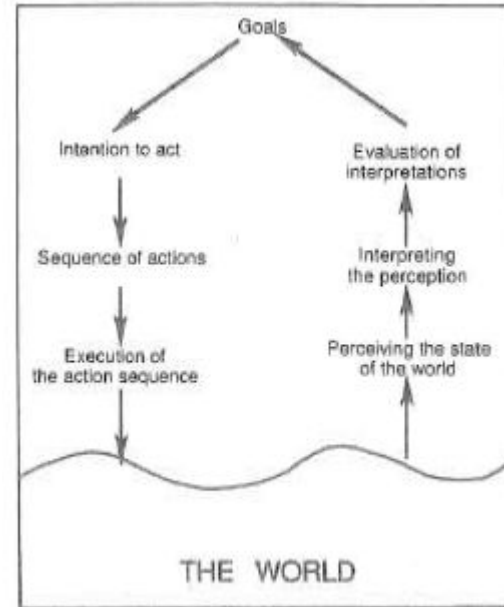 Goals
Intention to act
Sequence of actions
Execution of
the action sequence
Evaluation of
interpretations
Interpreting
the perception
Perceiving the state
of the world
THE WORLD